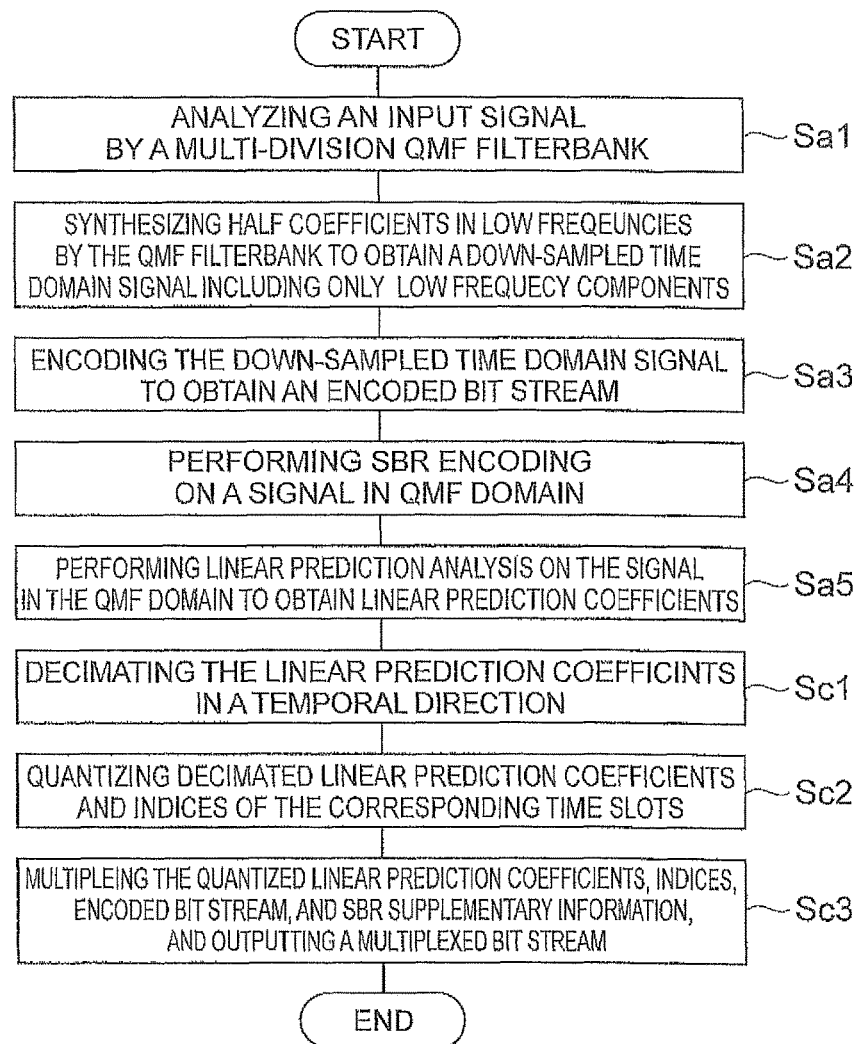 START
ANALYZING AN INPUT SIGNAL
BY A MULTI-DIVISION QMF FILTERBANK
Sa1
SYNTHESIZING HALF COEFFICIENTS IN LOW FREQEUNCIES
BY THE QMF FILTERBANK TO OBTAIN A DOWN-SAMPLED TIME
DOMAIN SIGNAL INCLUDING ONLY LOW FREQUECY COMPONENTS
Sa2
ENCODING THE DOWN-SAMPLED TIME DOMAIN SIGNAL
TO OBTAIN AN ENCODED BIT STREAM
Sa3
PERFORMING SBR ENCODING
ON A SIGNAL IN QMF DOMAIN
Sa4
PERFORMING LINEAR PREDICTION ANALYSIS ON THE SIGNAL
IN THE QMF DOMAIN TO OBTAIN LINEAR PREDICTION COEFFICIENTS
Sa5
DECIMATING THE LINEAR PREDICTION COEFFICINTS
IN A TEMPORAL DIRECTION
Sc1
QUANTIZING DECIMATED LINEAR PREDICTION COEFFICIENTS
AND INDICES OF THE CORRESPONDING TIME SLOTS
Sc2
MULTIPLEING THE QUANTIZED LINEAR PREDICTION COEFFICIENTS, INDICES,
ENCODED BIT STREAM, AND SBR SUPPLEMENTARY INFORMATION,
AND OUTPUTTING A MULTIPLEXED BIT STREAM
Sc3
END